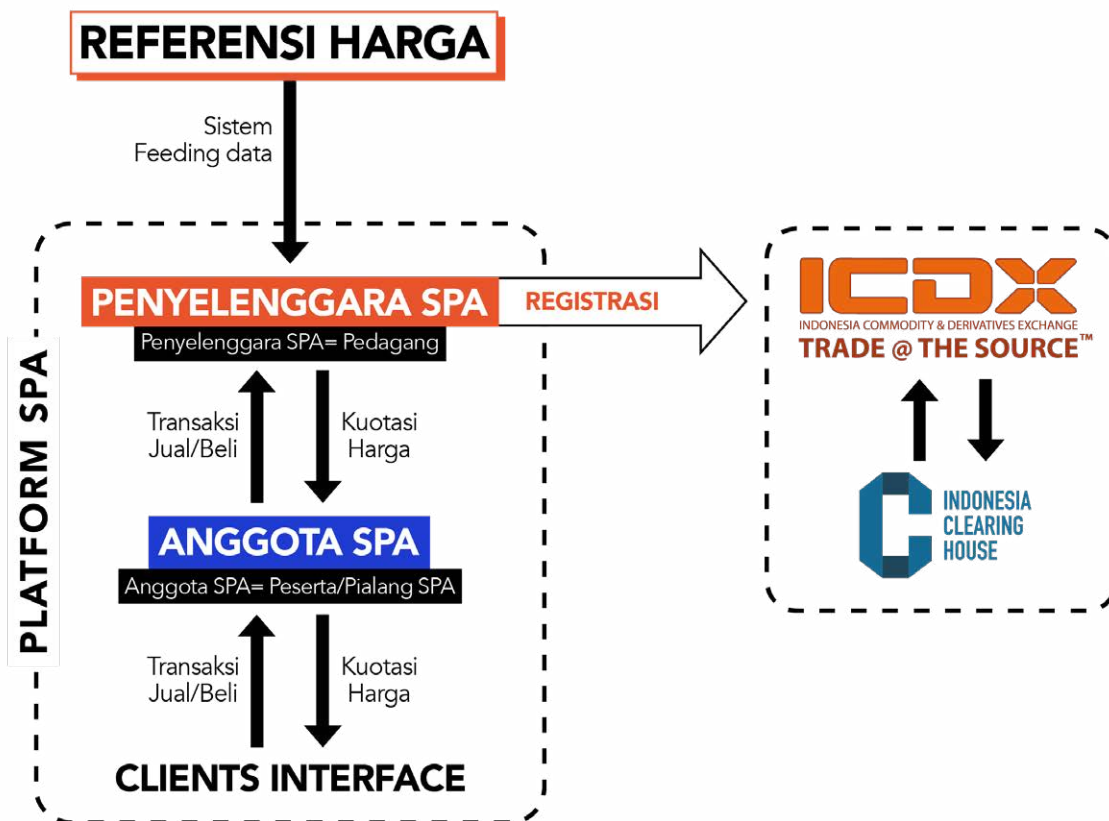 REFERENSI HARGA
Sistem
Feeding data
PLATFORM SPA
PENYELENGGARA SPA
Penyelenggara SPA= Pedagang
REGISTRASI
Transaksi
Jual/Beli
Kuotasi
Harga
ANGGOTA SPA
Anggota SPA= Peserta/Pialang SPA
Transaksi
Jual/Beli
Kuotasi
Harga
CLIENTS INTERFACE
ICDX
INDONESIA COMMODITY & DERIVATIVES EXCHANGE
TRADE @ THE SOURCE™
INDONESIA
CLEARING
HOUSE